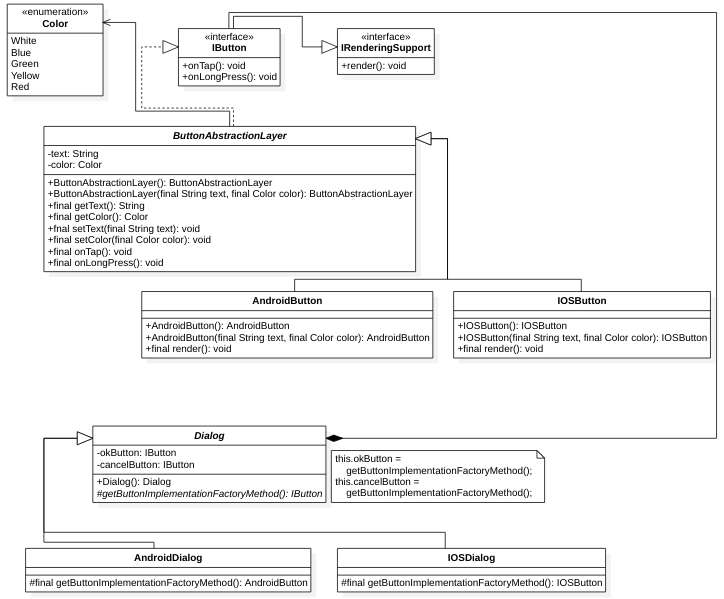 «enumeration»
Color
White
Blue
Green
Yellow
Red
«interface»
IButton
+onTap(): void
+onLongPress(): void
«interface»
IRenderingSupport
+render(): void
ButtonAbstractionLayer
-text: String
-color: Color
+ButtonAbstractionLayer(): ButtonAbstractionLayer
+ButtonAbstractionLayer(final String text, final Color color): ButtonAbstractionLayer
+final getText(): String
+final getColor(): Color
+fnal setText(final String text): void
+final setColor(final Color color): void
+final onTap(): void
+final onLongPress(): void
AndroidButton
+AndroidButton(): AndroidButton
+AndroidButton(final String text, final Color color): AndroidButton
+final render(): void
IOSButton
+IOSButton(): IOSButton
+IOSButton(final String text, final Color color): IOSButton
+final render(): void
Dialog
-okButton: IButton
-cancelButton: IButton
+Dialog(): Dialog
#getButtonImplementationFactoryMethod(): IButton
this.okButton =
getButtonImplementationFactoryMethod();
this.cancelButton =
getButtonImplementationFactoryMethod();
AndroidDialog
#final getButtonImplementationFactoryMethod(): AndroidButton
IOSDialog
#final getButtonImplementationFactoryMethod(): IOSButton